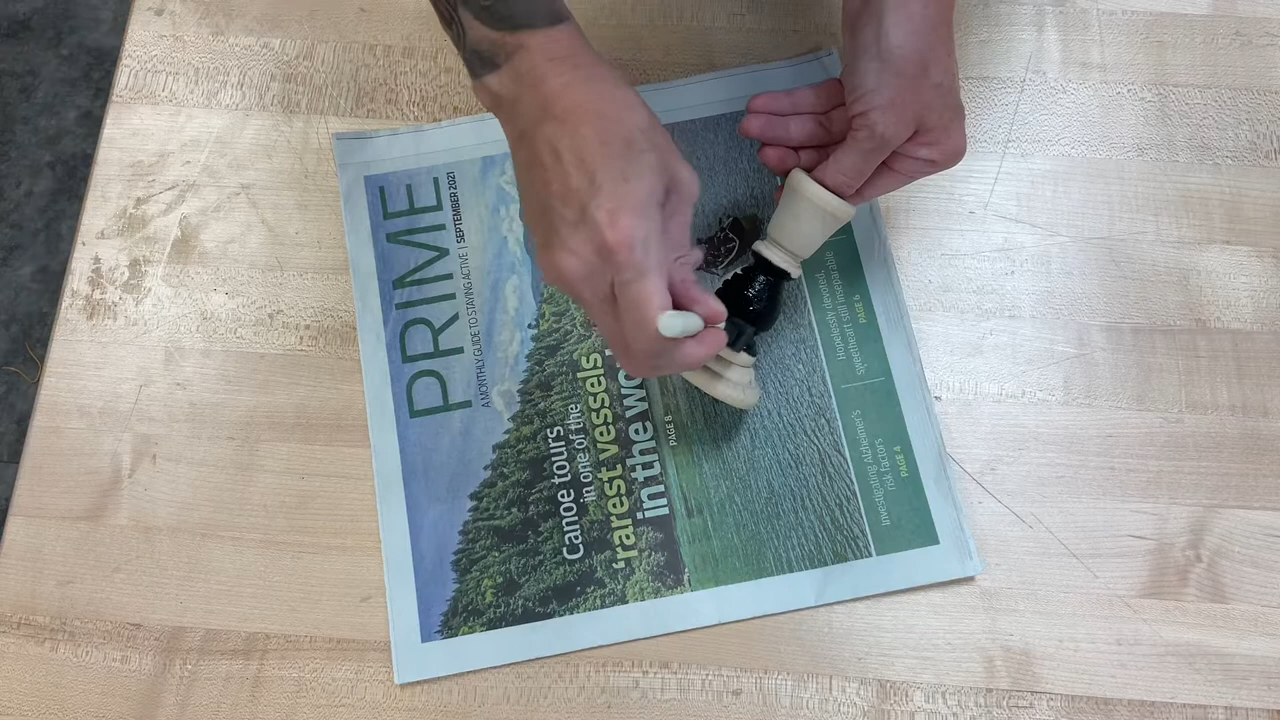 PRIME
A MONTHLY GUIDE TO STAYING ACTIVE | SEPTEMBER 2021
Canoe tours
in one of the
'rarest vessels
in the wo
PAGE 8
Investigating Alzheimer's
risk factors
PAGE 4
Hopelessly devoted,
sweetheart still inseparable
PAGE 6